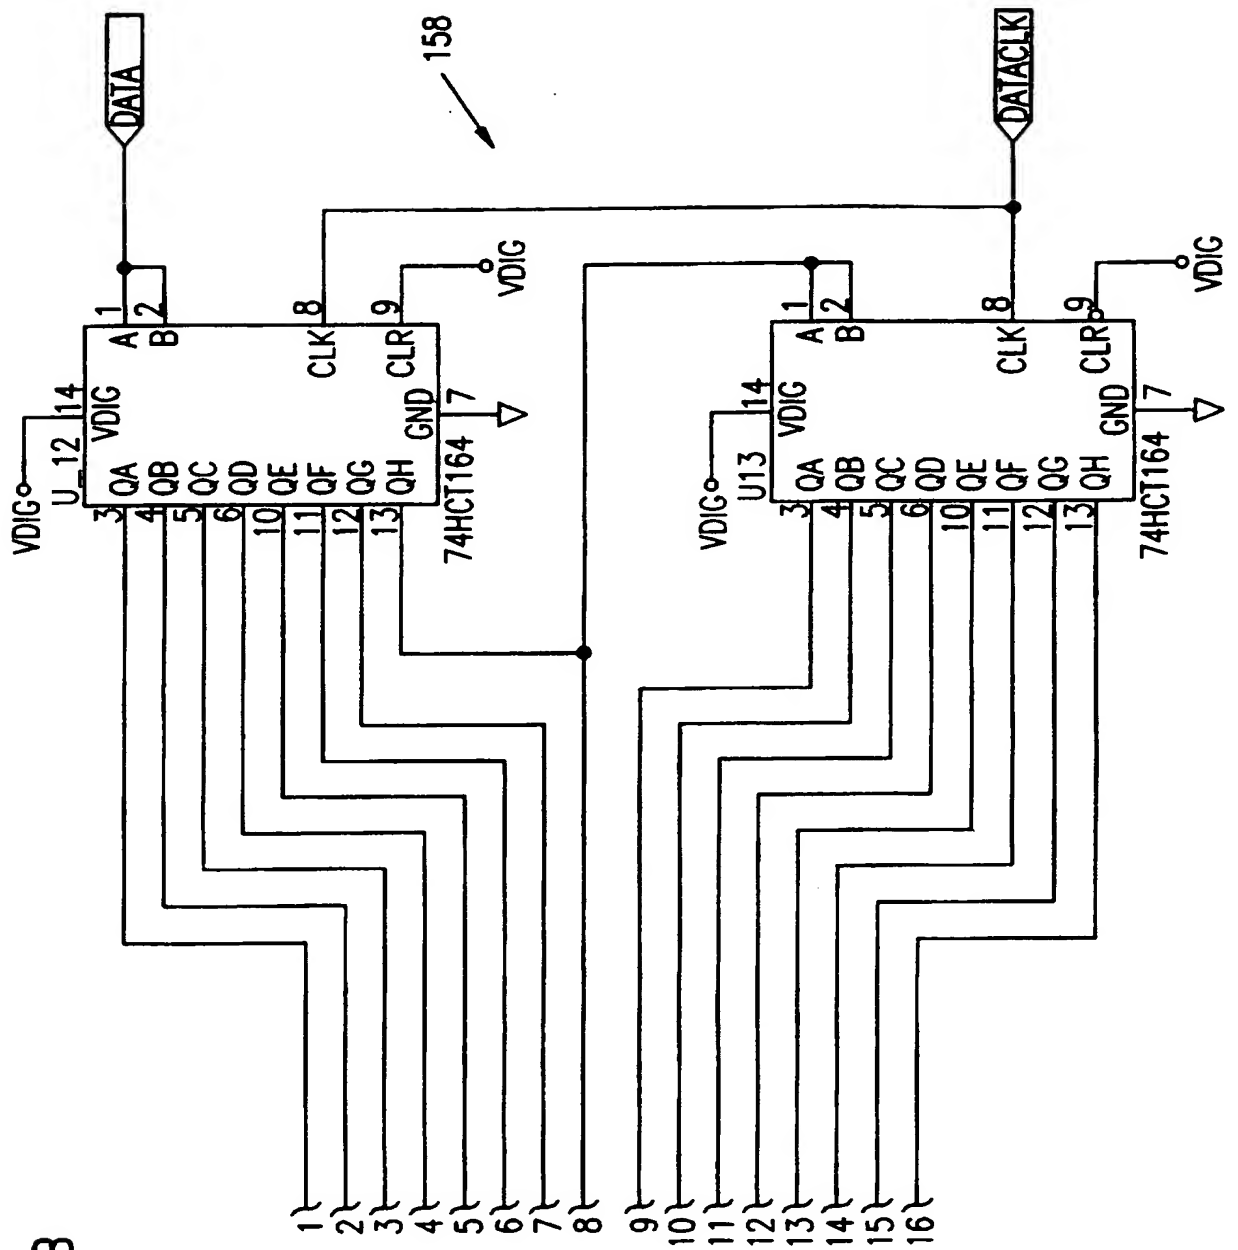 DATA
158
DATACLK
VDIG
U_12
14
VDIG
A 1
B 2
CLK 8
CLR 9
VDIG
GND 7
74HCT164
QA 3
QB 4
QC 5
QD 6
QE 10
QF 11
QG 12
QH 13
VDIG
U13
14
VDIG
A 1
B 2
CLK 8
CLR 9
VDIG
GND 7
74HCT164
QA 3
QB 4
QC 5
QD 6
QE 10
QF 11
QG 12
QH 13
1
2
3
4
5
6
7
8
9
10
11
12
13
14
15
16